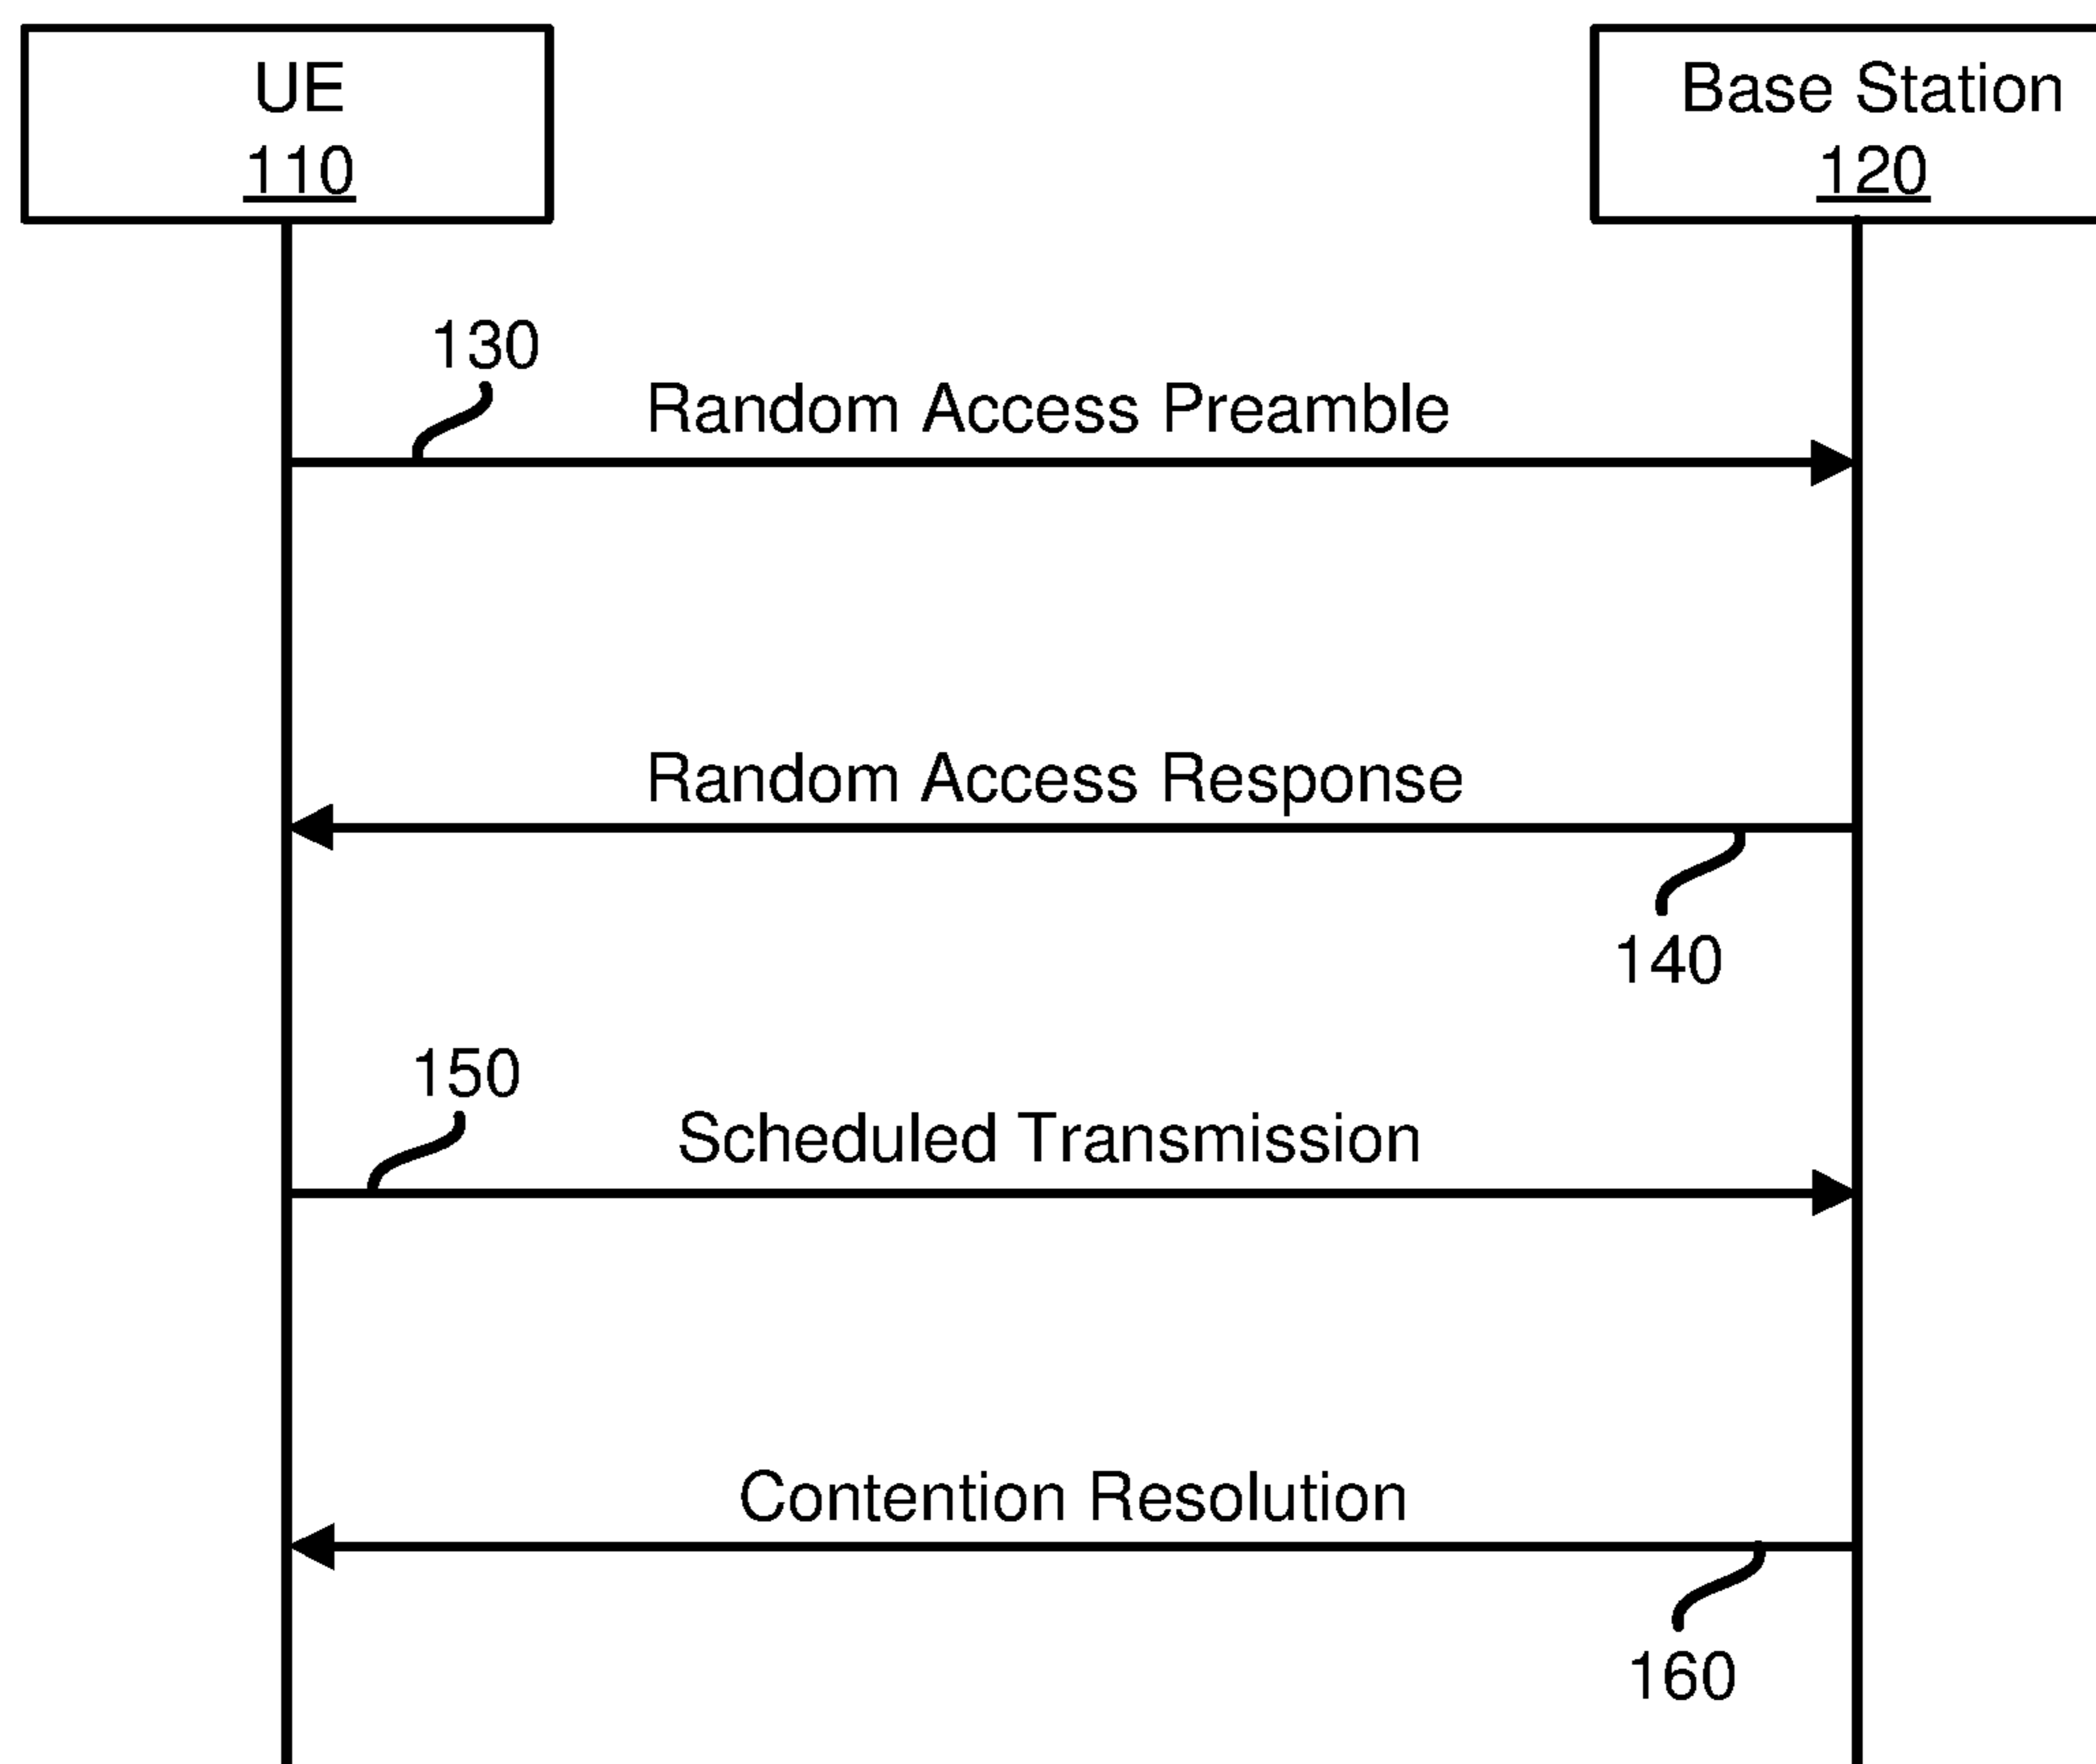 UE
110
Base Station
120
130
Random Access Preamble
Random Access Response
140
150
Scheduled Transmission
Contention Resolution
160